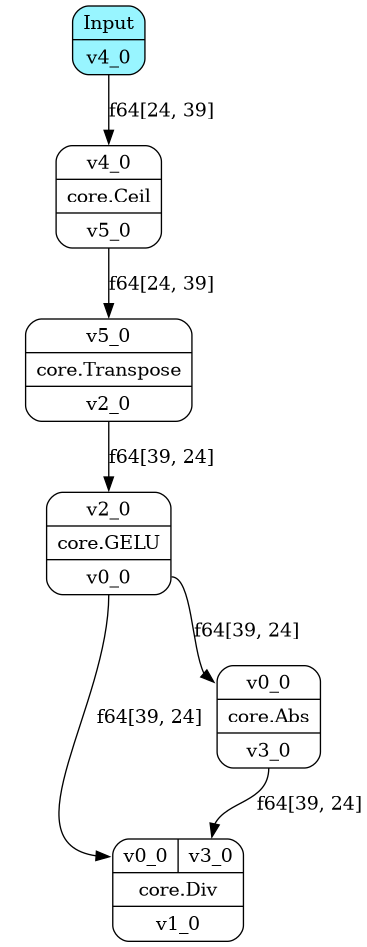 Input
v4_0
f64[24, 39]
v4_0
core.Ceil
v5_0
f64[24, 39]
v5_0
core.Transpose
v2_0
f64[39, 24]
v2_0
core.GELU
v0_0
f64[39, 24]
v0_0
core.Abs
v3_0
f64[39, 24]
f64[39, 24]
v0_0 v3_0
core.Div
v1_0